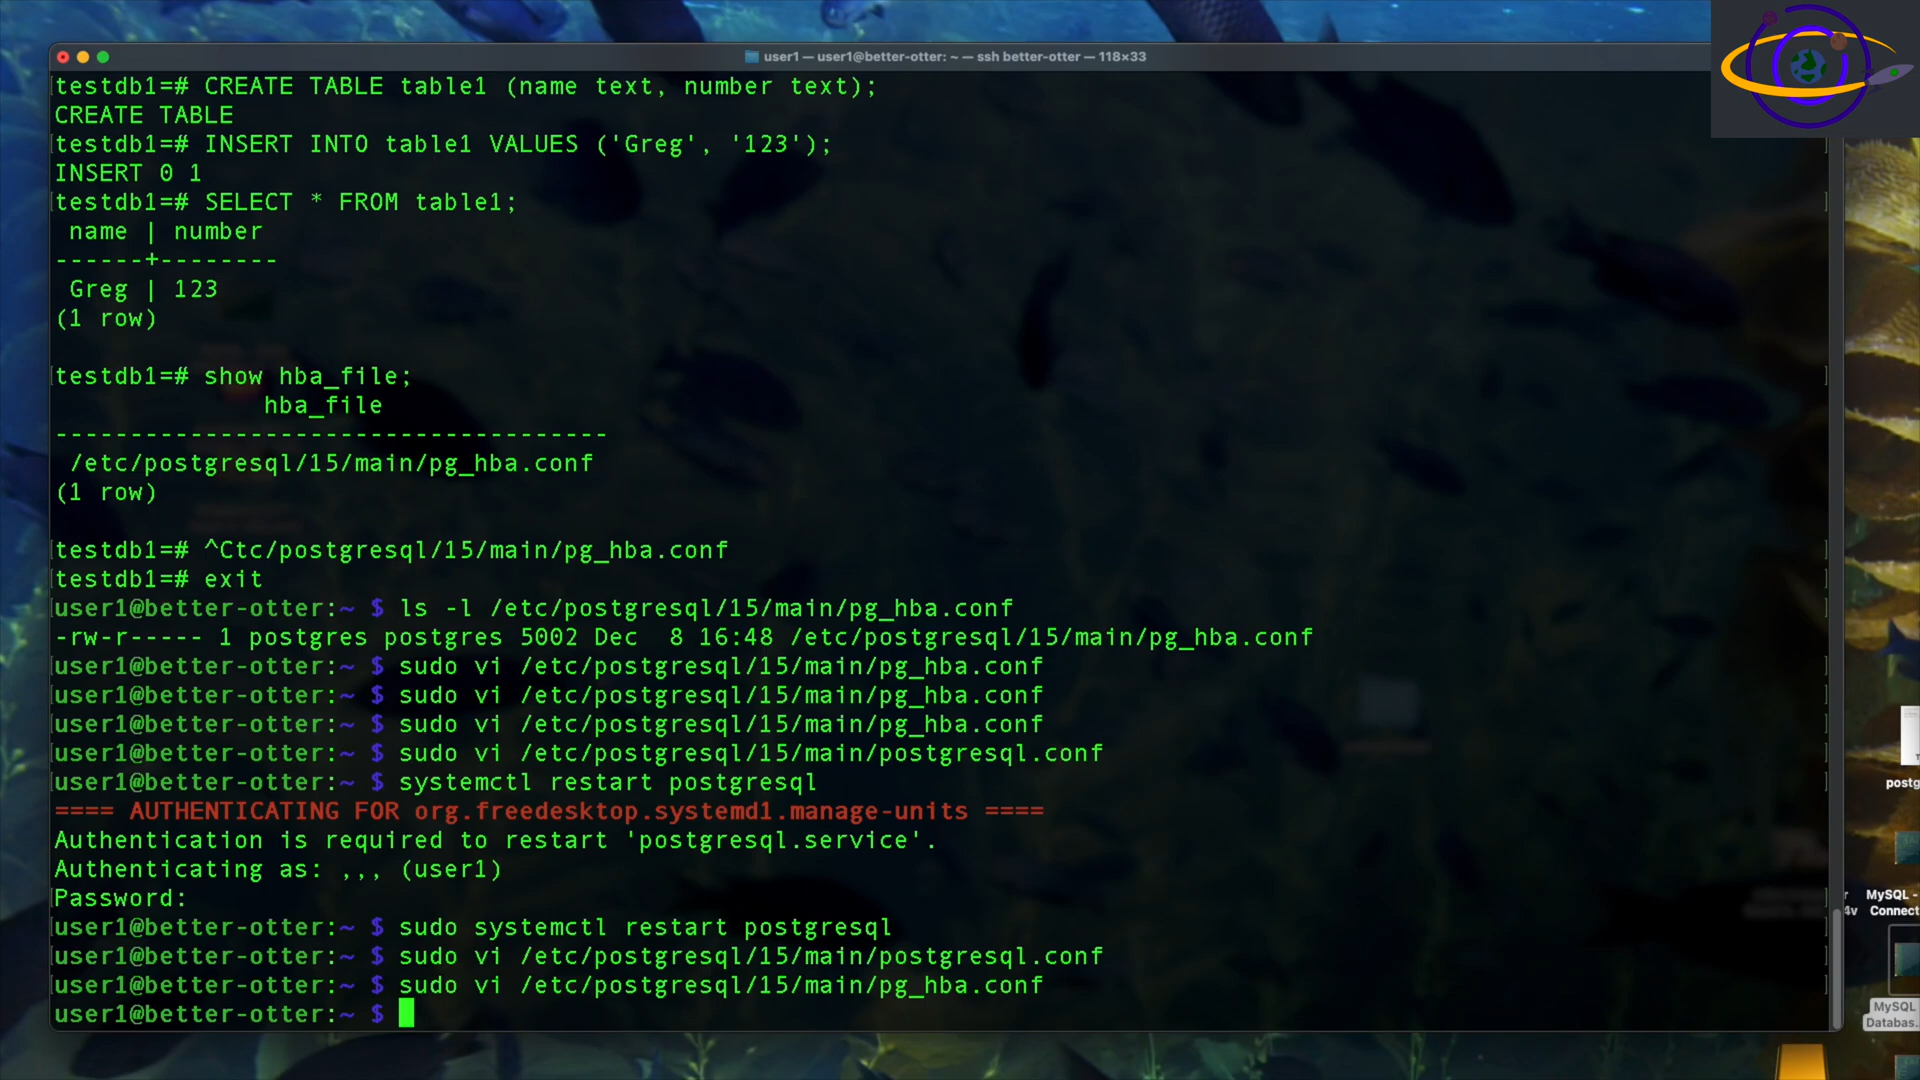 user1 — user1@better-otter: ~ — ssh better-otter — 118×33
testdb1=# CREATE TABLE table1 (name text, number text);
CREATE TABLE
testdb1=# INSERT INTO table1 VALUES ('Greg', '123');
INSERT 0 1
testdb1=# SELECT * FROM table1;
 name | number
------+--------
 Greg | 123
(1 row)
testdb1=# show hba_file;
              hba_file
-------------------------------------
 /etc/postgresql/15/main/pg_hba.conf
(1 row)
testdb1=# ^Ctc/postgresql/15/main/pg_hba.conf
testdb1=# exit
user1@better-otter:~ $ ls -l /etc/postgresql/15/main/pg_hba.conf
-rw-r----- 1 postgres postgres 5002 Dec  8 16:48 /etc/postgresql/15/main/pg_hba.conf
user1@better-otter:~ $ sudo vi /etc/postgresql/15/main/pg_hba.conf
user1@better-otter:~ $ sudo vi /etc/postgresql/15/main/pg_hba.conf
user1@better-otter:~ $ sudo vi /etc/postgresql/15/main/pg_hba.conf
user1@better-otter:~ $ sudo vi /etc/postgresql/15/main/postgresql.conf
user1@better-otter:~ $ systemctl restart postgresql
==== AUTHENTICATING FOR org.freedesktop.systemd1.manage-units ====
Authentication is required to restart 'postgresql.service'.
Authenticating as: ,,, (user1)
Password:
user1@better-otter:~ $ sudo systemctl restart postgresql
user1@better-otter:~ $ sudo vi /etc/postgresql/15/main/postgresql.conf
user1@better-otter:~ $ sudo vi /etc/postgresql/15/main/pg_hba.conf
user1@better-otter:~ $
postg
MySQL -
4v Connect
MySQL
Databas...